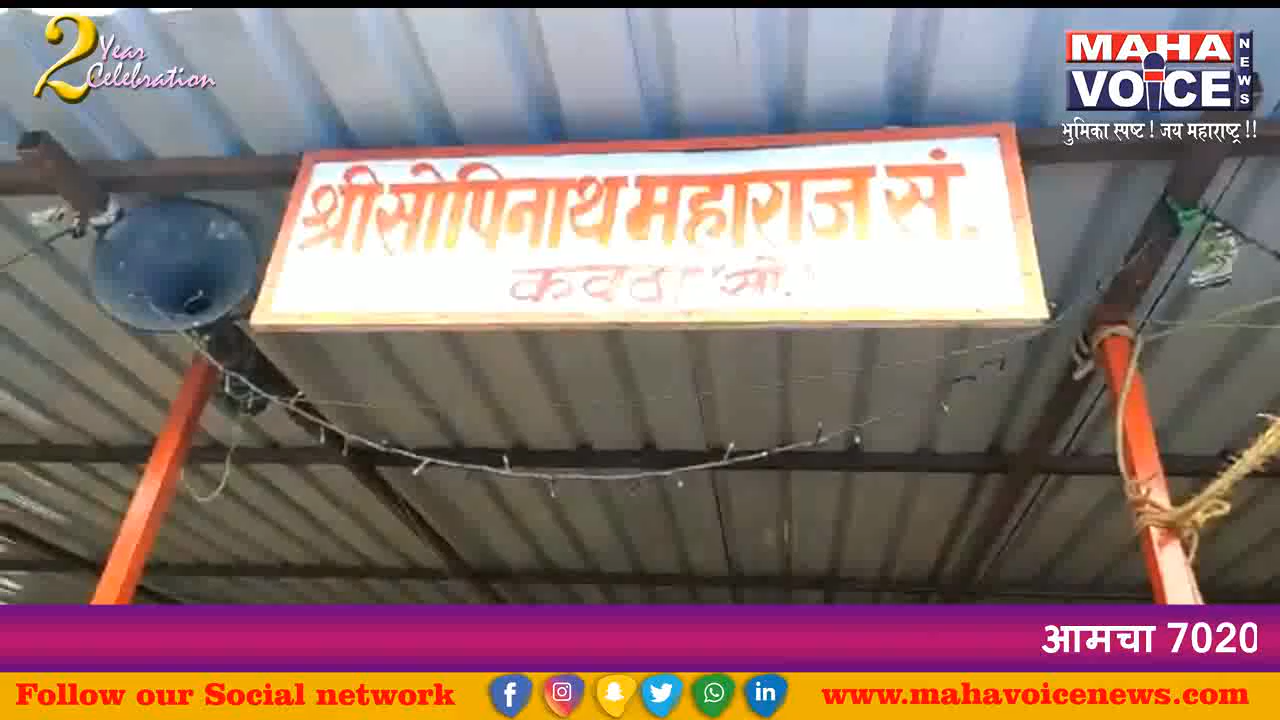 2 Year Celebration
MAHA VOICE NEWS
भुमिका स्पष्ट ! जय महाराष्ट्र !!
श्री सोपिनाथ महाराज सं.
कवठा "सो."
आमचा 7020
Follow our Social network
www.mahavoicenews.com